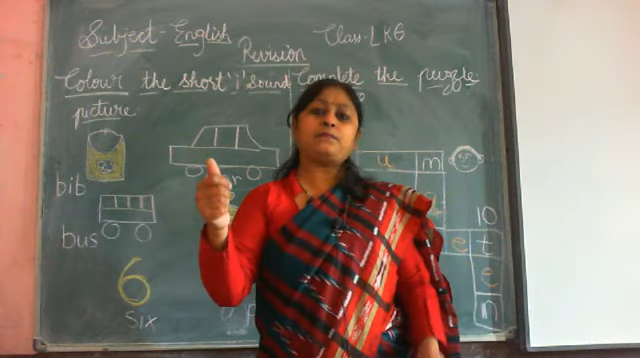 Subject - English
Class - LKG
Revision
Colour the short 'i' sound
picture
Complete the puzzle
bib
bus
6
Six
u m
10
e t
e
n